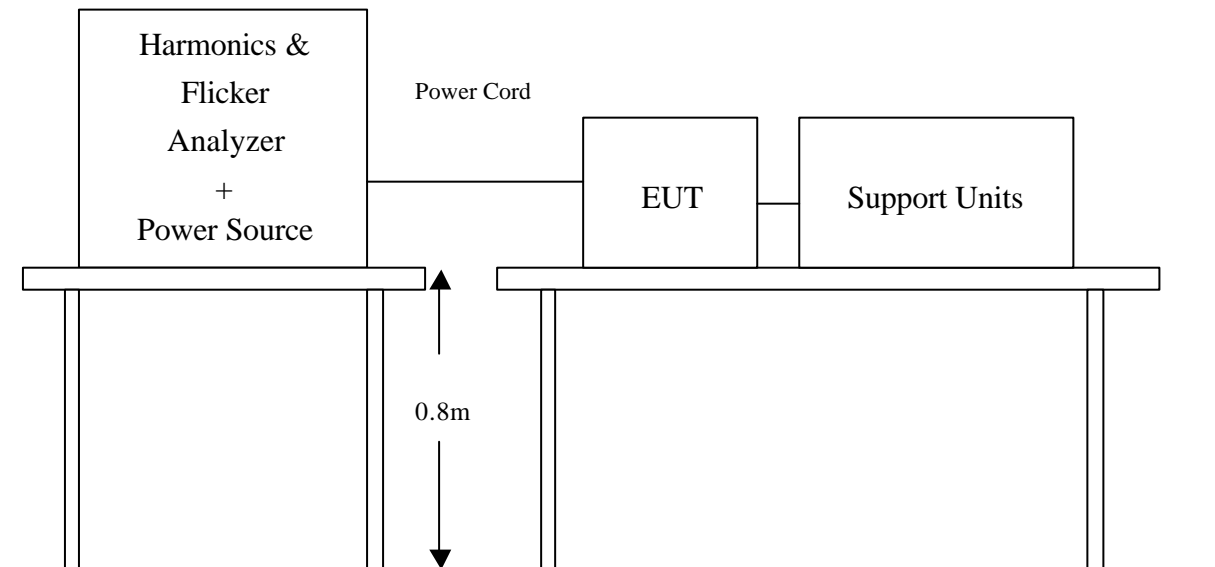 Harmonics &
Flicker
Analyzer
+
Power Source
Power Cord
EUT
Support Units
0.8m